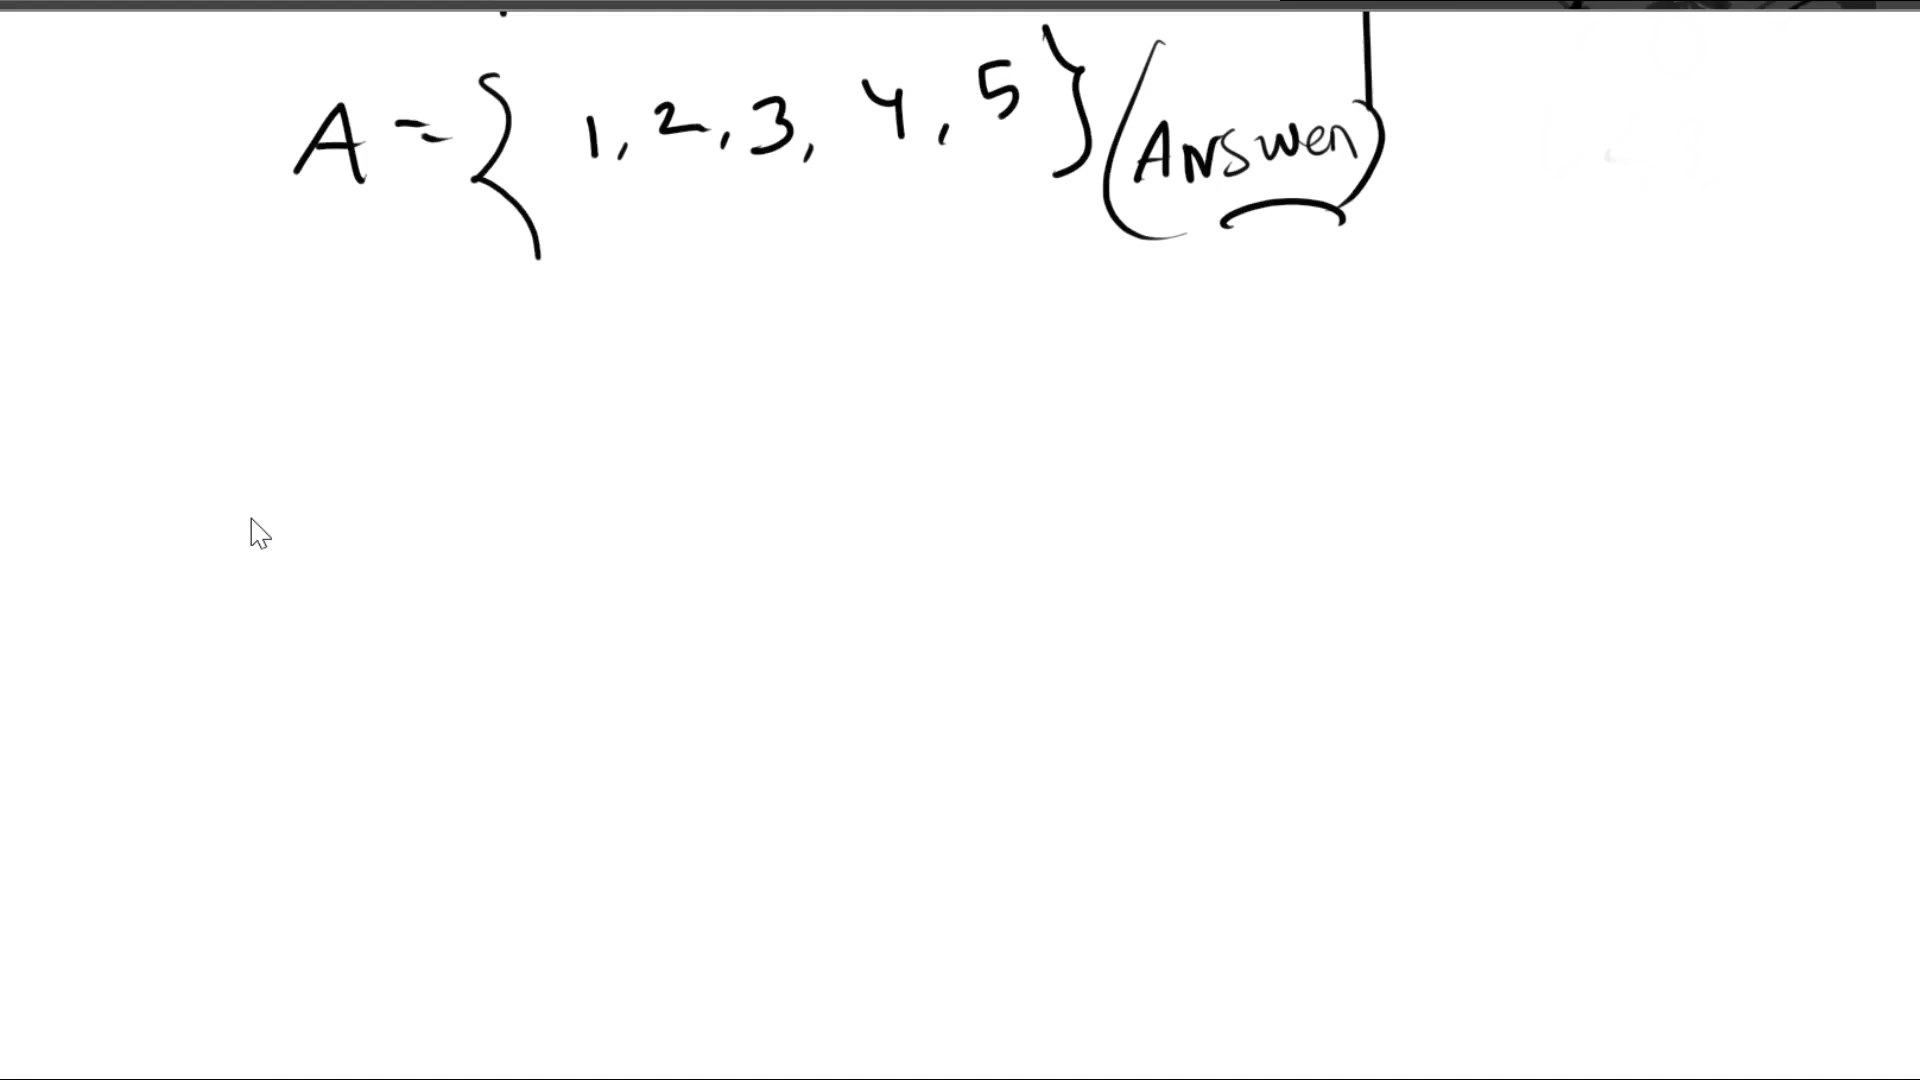 A = { 1, 2, 3, 4, 5 } (Answer)